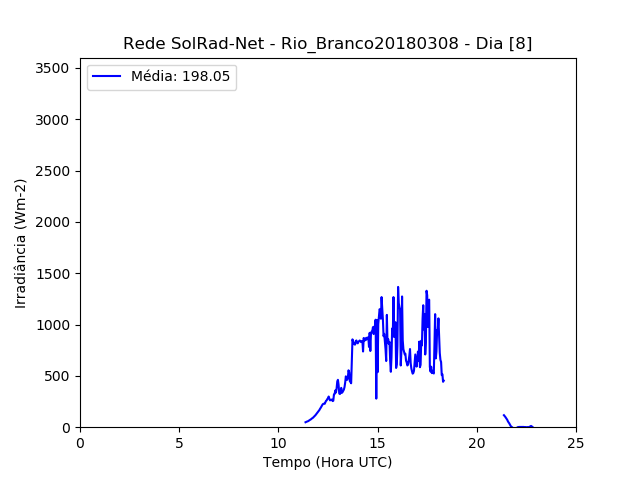 Rede SolRad-Net - Rio_Branco20180308 - Dia [8]
Média: 198.05
3500
3000
2500
2000
1500
1000
500
0
Irradiância (Wm-2)
0 5 10 15 20 25
Tempo (Hora UTC)